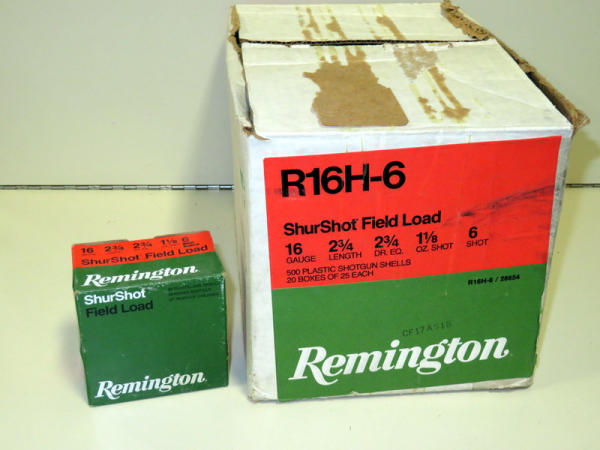 R16H-6
ShurShot Field Load
16 2¾ 2¾ 1⅛ 6
GAUGE LENGTH DR. EQ. OZ. SHOT SHOT
500 PLASTIC SHOTGUN SHELLS
20 BOXES OF 25 EACH
R16H-6 / 28654
CF17AS1B
Remington
16 2¾ 2¾ 1⅛ 6
ShurShot Field Load
Remington
ShurShot
Field Load
Remington